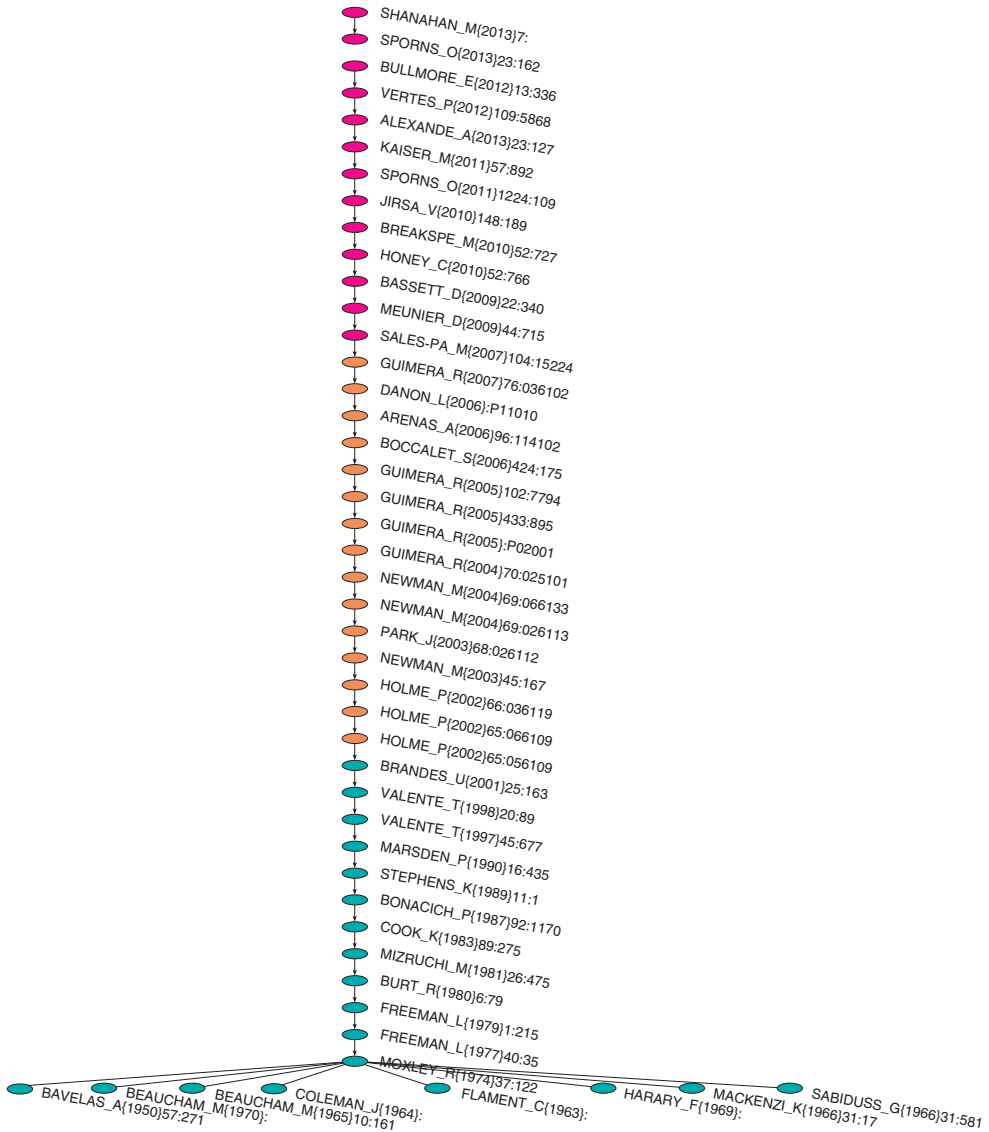 SHANAHAN_M{2013}7:
SPORNS_O{2013}23:162
BULLMORE_E{2012}13:336
VERTES_P{2012}109:5868
ALEXANDE_A{2013}23:127
KAISER_M{2011}57:892
SPORNS_O{2011}1224:109
JIRSA_V{2010}148:189
BREAKSPE_M{2010}52:727
HONEY_C{2010}52:766
BASSETT_D{2009}22:340
MEUNIER_D{2009}44:715
SALES-PA_M{2007}104:15224
GUIMERA_R{2007}76:036102
DANON_L{2006}:P11010
ARENAS_A{2006}96:114102
BOCCALET_S{2006}424:175
GUIMERA_R{2005}102:7794
GUIMERA_R{2005}433:895
GUIMERA_R{2005}:P02001
GUIMERA_R{2004}70:025101
NEWMAN_M{2004}69:066133
NEWMAN_M{2004}69:026113
PARK_J{2003}68:026112
NEWMAN_M{2003}45:167
HOLME_P{2002}66:036119
HOLME_P{2002}65:066109
HOLME_P{2002}65:056109
BRANDES_U{2001}25:163
VALENTE_T{1998}20:89
VALENTE_T{1997}45:677
MARSDEN_P{1990}16:435
STEPHENS_K{1989}11:1
BONACICH_P{1987}92:1170
COOK_K{1983}89:275
MIZRUCHI_M{1981}26:475
BURT_R{1980}6:79
FREEMAN_L{1979}1:215
FREEMAN_L{1977}40:35
MOXLEY_R{1974}37:122
BAVELAS_A{1950}57:271
BEAUCHAM_M{1970}:
BEAUCHAM_M{1965}10:161
COLEMAN_J{1964}:
FLAMENT_C{1963}:
HARARY_F{1969}:
MACKENZI_K{1966}31:17
SABIDUSS_G{1966}31:581